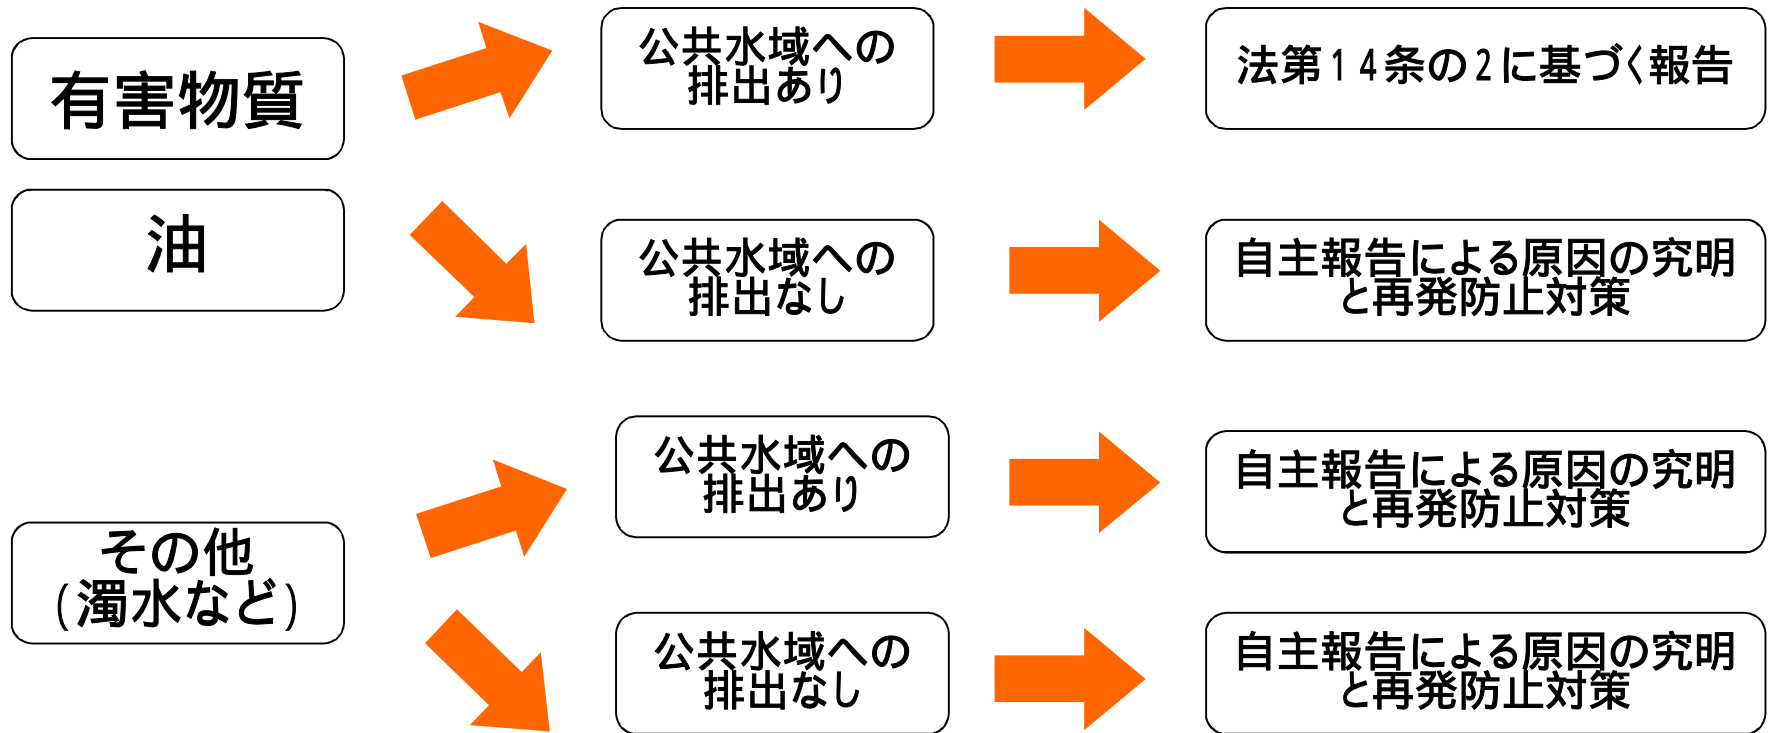 有害物質
公共水域への
排出あり
法第14条の2に基づく報告
油
公共水域への
排出なし
自主報告による原因の究明
と再発防止対策
その他
(濁水など)
公共水域への
排出あり
自主報告による原因の究明
と再発防止対策
公共水域への
排出なし
自主報告による原因の究明
と再発防止対策